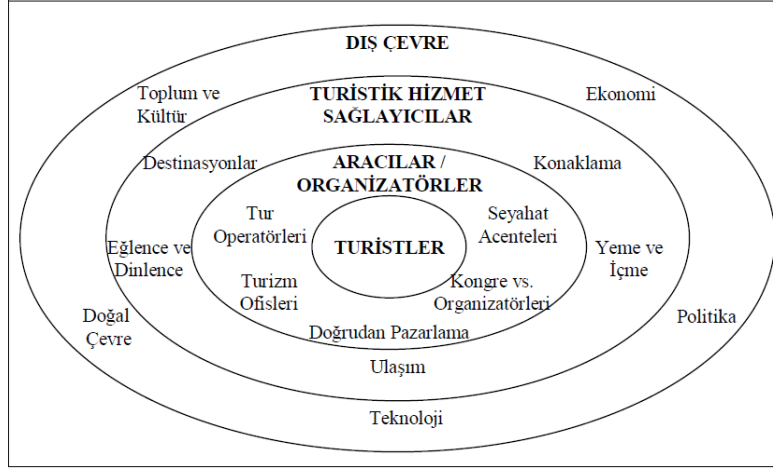 DIŞ ÇEVRE
Toplum ve
Kültür
Ekonomi
TURİSTİK HİZMET
SAĞLAYICILAR
Destinasyonlar
Konaklama
ARACILAR /
ORGANİZATÖRLER
Tur
Operatörleri
Seyahat
Acenteleri
TURİSTLER
Eğlence ve
Dinlence
Yeme ve
İçme
Turizm
Ofisleri
Kongre vs.
Organizatörleri
Doğal
Çevre
Politika
Doğrudan Pazarlama
Ulaşım
Teknoloji